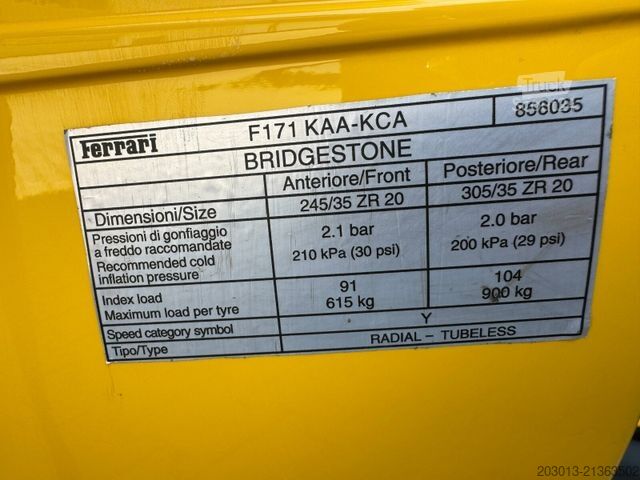 Truck
Ferrari F171 KAA-KCA 856035
BRIDGESTONE
Anteriore/Front Posteriore/Rear
Dimensioni/Size 245/35 ZR 20 305/35 ZR 20
Pressioni di gonfiaggio
a freddo raccomandate
Recommended cold
inflation pressure
2.1 bar 2.0 bar
210 kPa (30 psi) 200 kPa (29 psi)
Index load 91 104
Maximum load per tyre 615 kg 900 kg
Speed category symbol Y
Tipo/Type RADIAL - TUBELESS
203013-21363502